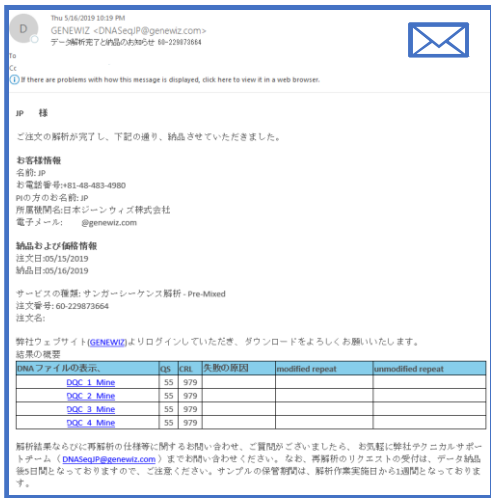 D
Thu 5/16/2019 10:19 PM
GENEWIZ <DNASeqJP@genewiz.com>
データ解析完了と納品のお知らせ 60-229873664
To
Cc
If there are problems with how this message is displayed, click here to view it in a web browser.
JP 様
ご注文の解析が完了し、下記の通り、納品させていただきました。
お客様情報
名前: JP
お電話番号:+81-48-483-4980
PIの方のお名前: JP
所属機関名:日本ジーンウィズ株式会社
電子メール: @genewiz.com
納品および価格情報
注文日:05/15/2019
納品日:05/16/2019
サービスの種類: サンガーシーケンス解析 - Pre-Mixed
注文番号: 60-229873664
注文名:
弊社ウェブサイト(GENEWIZ)よりログインしていただき、ダウンロードをよろしくお願いいたします。
結果の概要
DNAファイルの表示、 QS CRL 失敗の原因 modified repeat unmodified repeat
DQC_1_Mine 55 979
DQC_2_Mine 55 979
DQC_3_Mine 55 979
DQC_4_Mine 55 979
解析結果ならびに再解析の仕様等に関するお問い合わせ、ご質問がございましたら、お気軽に弊社テクニカルサポー
トチーム（DNASeqJP@genewiz.com）までお問い合わせください。なお、再解析のリクエストの受付は、データ納品
後5日間となっておりますので、ご注意ください。サンプルの保管期間は、解析作業実施日から1週間となっておりま
す。